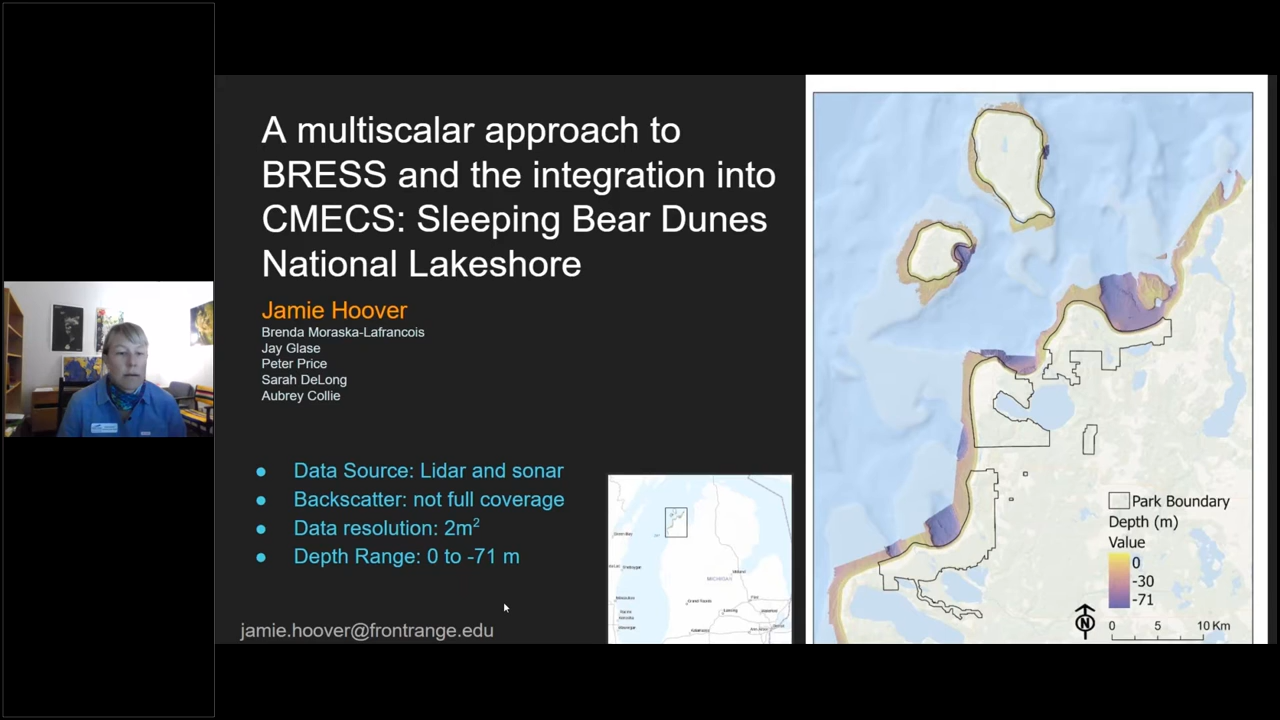 A multiscalar approach to
BRESS and the integration into
CMECS: Sleeping Bear Dunes
National Lakeshore
Jamie Hoover
Brenda Moraska-Lafrancois
Jay Glase
Peter Price
Sarah DeLong
Aubrey Collie
● Data Source: Lidar and sonar
● Backscatter: not full coverage
● Data resolution: 2m²
● Depth Range: 0 to -71 m
jamie.hoover@frontrange.edu
MICHIGAN
Park Boundary
Depth (m)
Value
0
-30
-71
N
0 5 10 Km